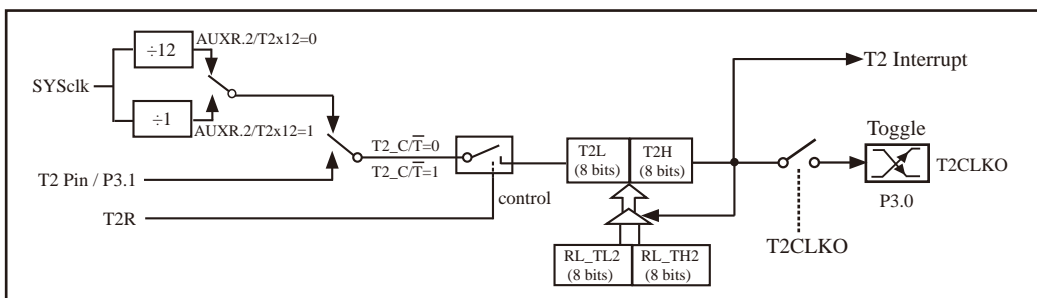 ÷12
AUXR.2/T2x12=0
SYSclk
÷1
AUXR.2/T2x12=1
T2 Pin / P3.1
T2_C/T̅=0
T2_C/T̅=1
T2R
control
T2L
(8 bits)
T2H
(8 bits)
RL_TL2
(8 bits)
RL_TH2
(8 bits)
T2 Interrupt
Toggle
T2CLKO
P3.0
T2CLKO